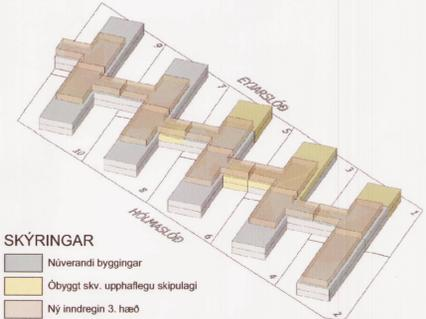 9
EYJARSLÓÐ
7
5
3
1
10
8
HÓLMASLÓÐ
6
4
2
SKÝRINGAR
Núverandi byggingar
Óbyggt skv. upphaflegu skipulagi
Ný inndregin 3. hæð